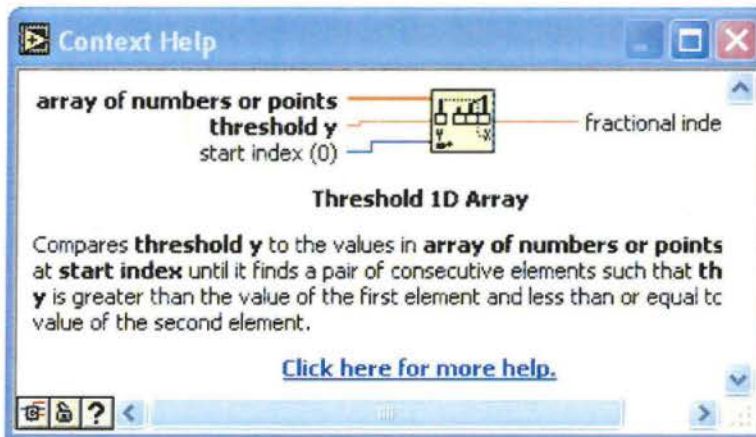 Context Help
array of numbers or points
threshold y
start index (0)
fractional inde
Threshold 1D Array
Compares threshold y to the values in array of numbers or points
at start index until it finds a pair of consecutive elements such that th
y is greater than the value of the first element and less than or equal to
value of the second element.
Click here for more help.
?